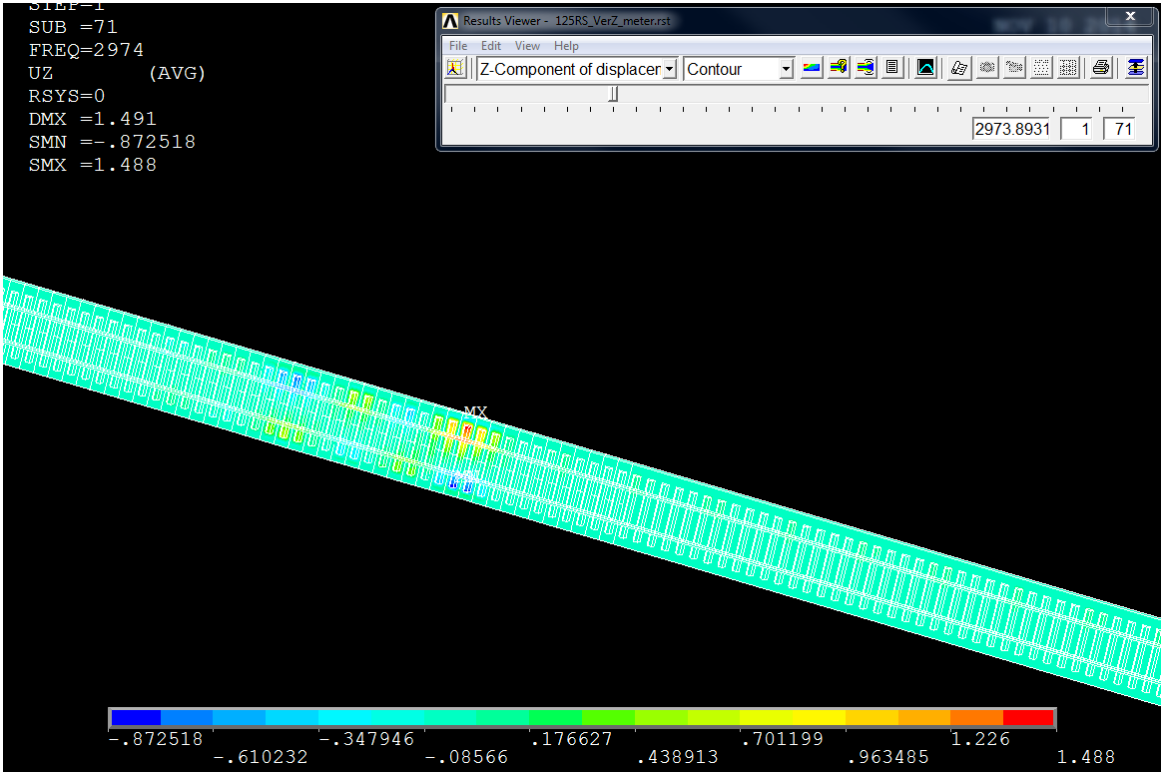 STEP=1
SUB =71
FREQ=2974
UZ (AVG)
RSYS=0
DMX =1.491
SMN =-.872518
SMX =1.488
Results Viewer - 125RS_VerZ_meter.rst
File Edit View Help
Z-Component of displacer Contour
2973.8931 1 71
MX
-.872518 -.347946 .176627 .701199 1.226
-.610232 -.08566 .438913 .963485 1.488